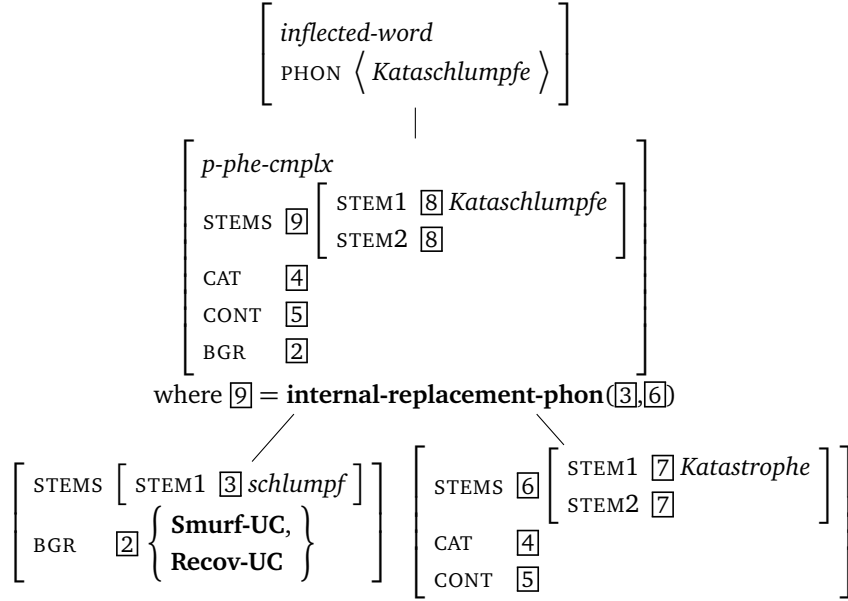 inflected-word
PHON ⟨ Kataschlumpfe ⟩
p-phe-cmplx
STEMS 9 STEM1 8 Kataschlumpfe
STEM2 8
CAT 4
CONT 5
BGR 2
where 9 = internal-replacement-phon(3,6)
STEMS [ STEM1 3 schlumpf ]
BGR 2 { Smurf-UC,
Recov-UC }
STEMS 6 STEM1 7 Katastrophe
STEM2 7
CAT 4
CONT 5